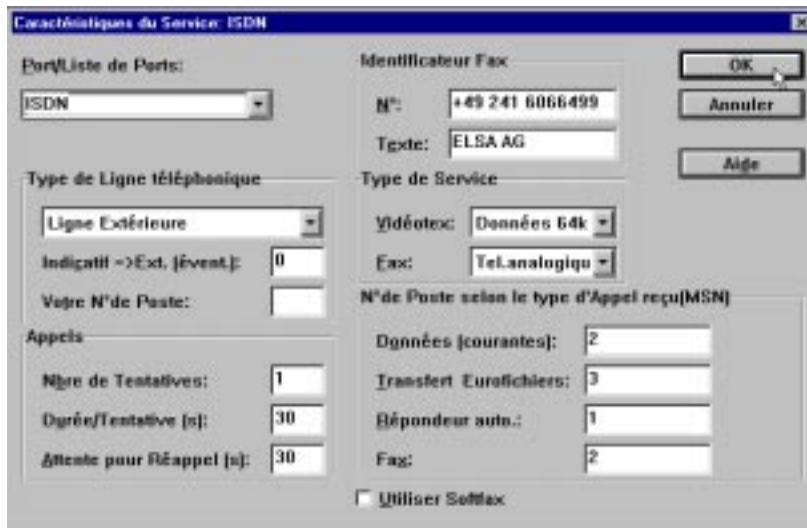 Caractéristiques du Service: ISDN
Port/Liste de Ports:
ISDN
Identificateur Fax
N°: +49 241 6066499
Texte: ELSA AG
OK
Annuler
Aide
Type de Ligne téléphonique
Ligne Extérieure
Indicatif ->Ext. (évent.): 0
Votre N°de Poste:
Type de Service
Vidéotex: Données 64k
Fax: Tel.analogiqu
Appels
Nbre de Tentatives: 1
Durée/Tentative (s): 30
Attente pour Réappel (s): 30
N°de Poste selon le type d'Appel reçu(MSN)
Données (courantes): 2
Transfert Eurofichiers: 3
Répondeur auto.: 1
Fax: 2
Utiliser Softfax